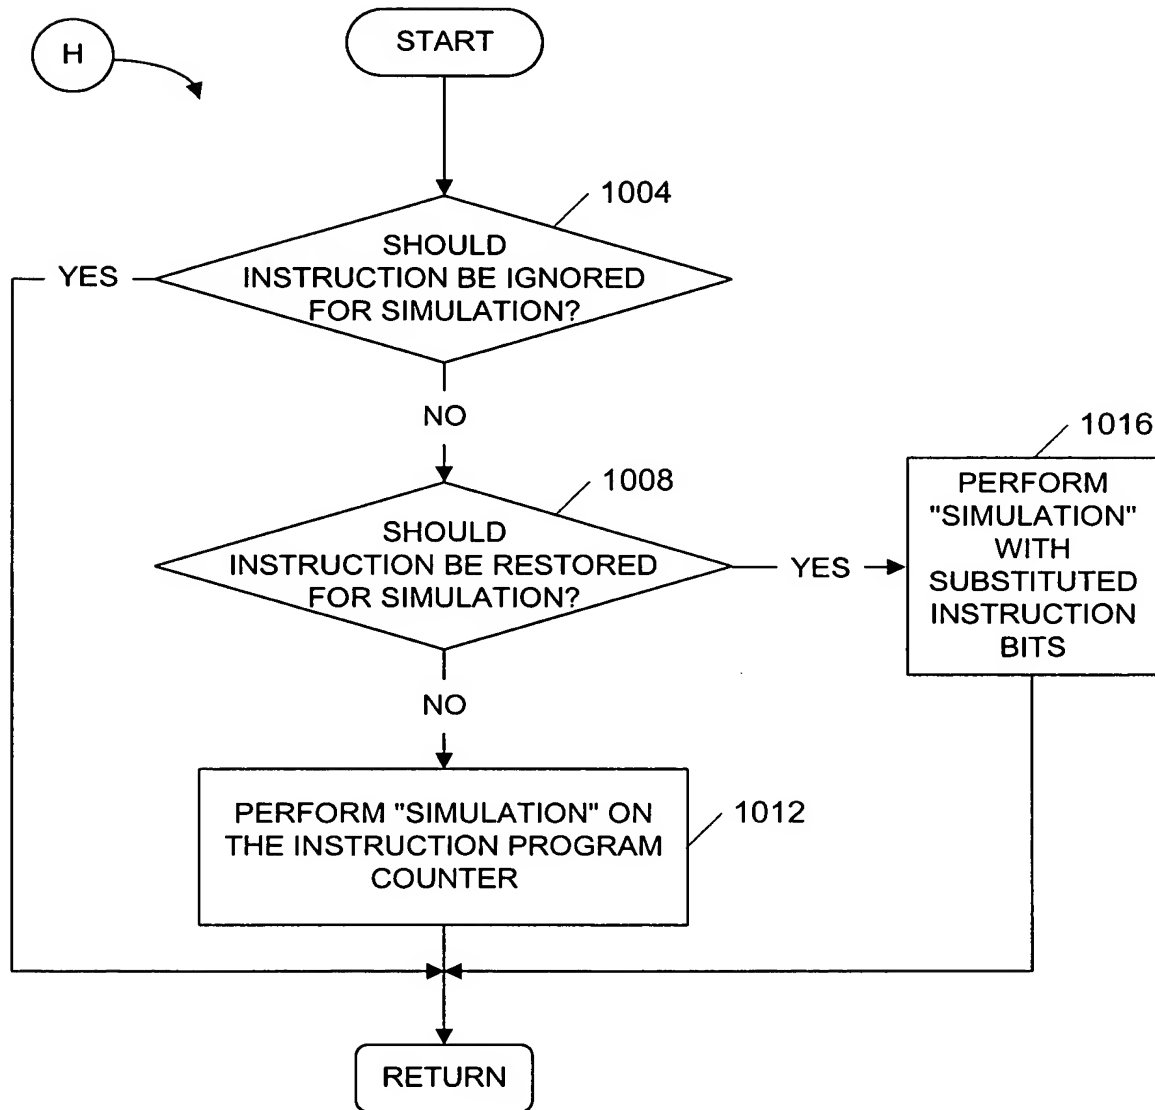 H
START
1004
SHOULD
INSTRUCTION BE IGNORED
FOR SIMULATION?
YES
NO
1008
SHOULD
INSTRUCTION BE RESTORED
FOR SIMULATION?
YES
1016
PERFORM
"SIMULATION"
WITH
SUBSTITUTED
INSTRUCTION
BITS
NO
1012
PERFORM "SIMULATION" ON
THE INSTRUCTION PROGRAM
COUNTER
RETURN